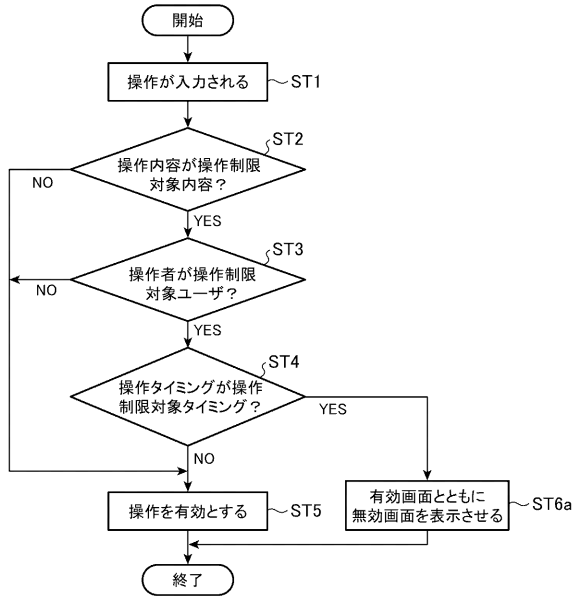 開始
操作が入力される
ST1
ST2
操作内容が操作制限
対象内容？
NO
YES
ST3
操作者が操作制限
対象ユーザ？
NO
YES
ST4
操作タイミングが操作
制限対象タイミング？
YES
NO
操作を有効とする
ST5
有効画面とともに
無効画面を表示させる
ST6a
終了